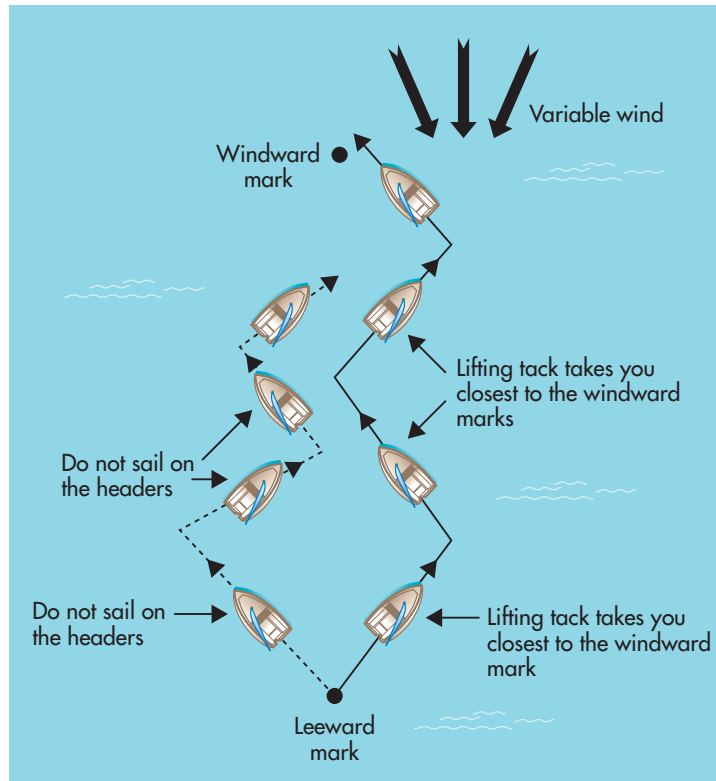 Variable wind
Windward
mark
Lifting tack takes you
closest to the windward
marks
Do not sail on
the headers
Do not sail on
the headers
Lifting tack takes you
closest to the windward
mark
Leeward
mark